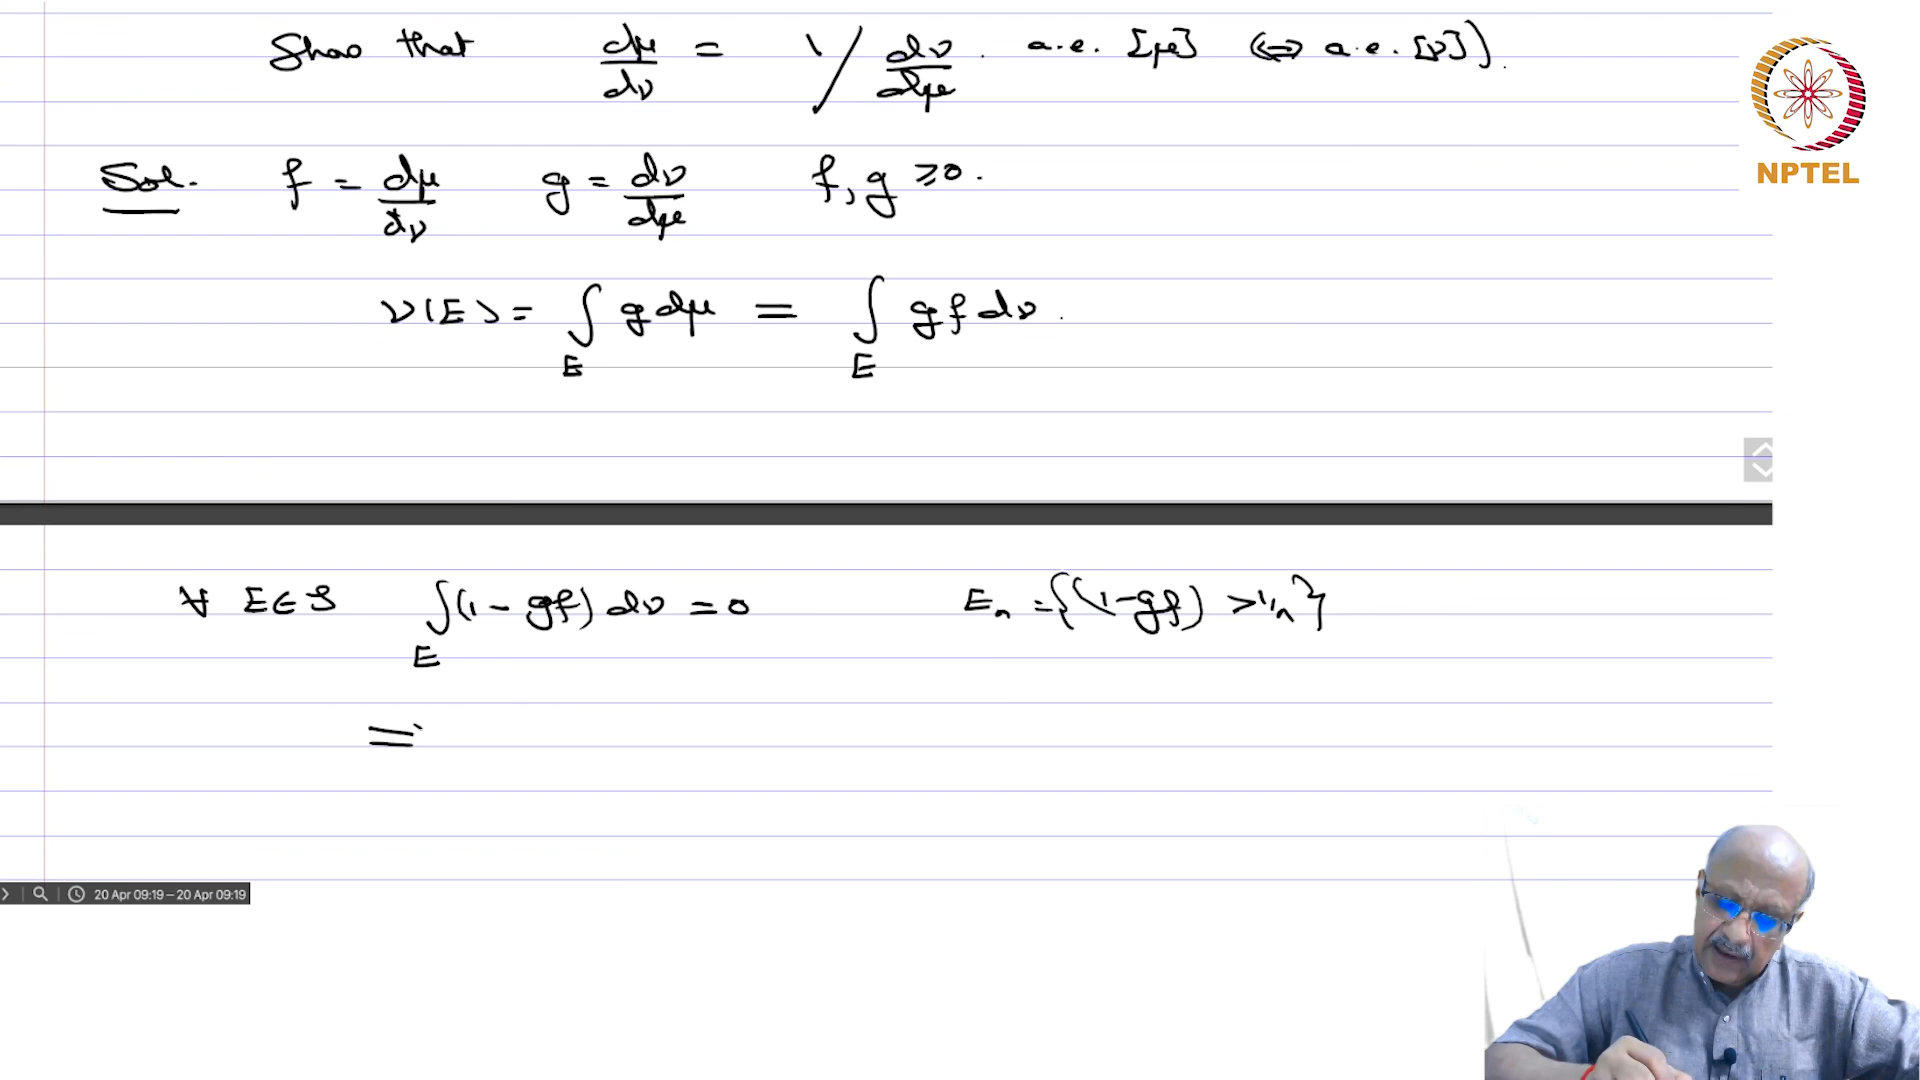 Show that dμ/dν = 1 / dν/dμ . a.e. [μ] (⇔ a.e. [ν]).
NPTEL
Sol. f = dμ/dν g = dν/dμ f, g ≥ 0.
ν(E) = ∫_E g dμ = ∫_E gf dν.
∀ E ∈ S ∫_E (1 - gf) dν = 0 E_n = {(1 - gf) > 1/n}
=
20 Apr 09:19 – 20 Apr 09:19